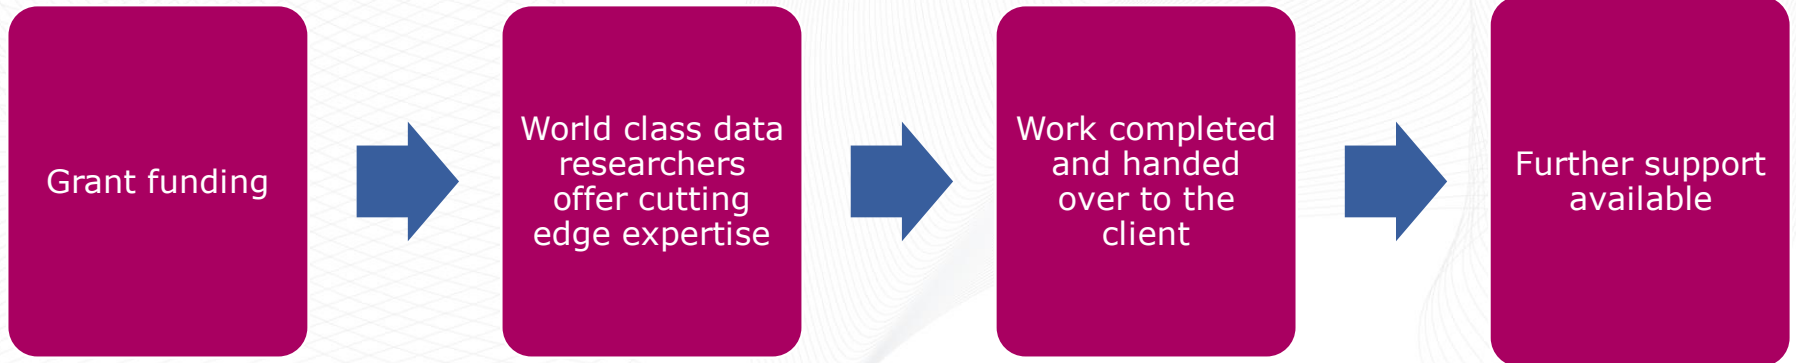 Grant funding
World class data
researchers
offer cutting
edge expertise
Work completed
and handed
over to the
client
Further support
available